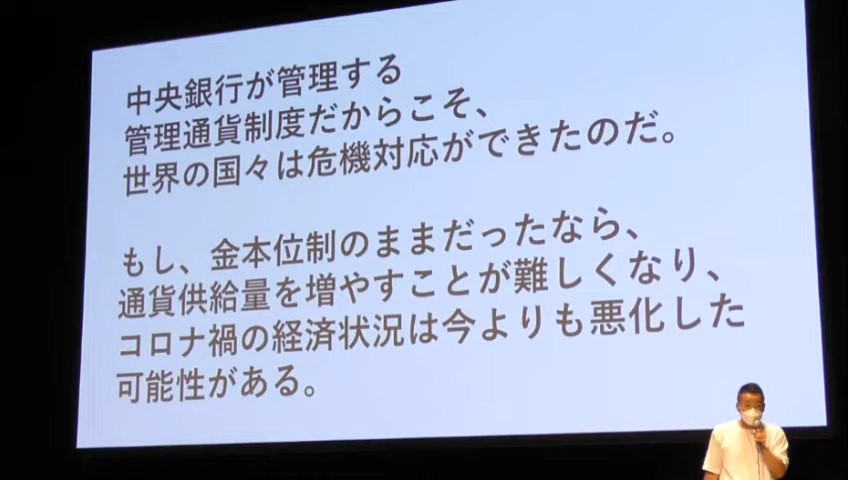 中央銀行が管理する
管理通貨制度だからこそ、
世界の国々は危機対応ができたのだ。
もし、金本位制のままだったなら、
通貨供給量を増やすことが難しくなり、
コロナ禍の経済状況は今よりも悪化した
可能性がある。